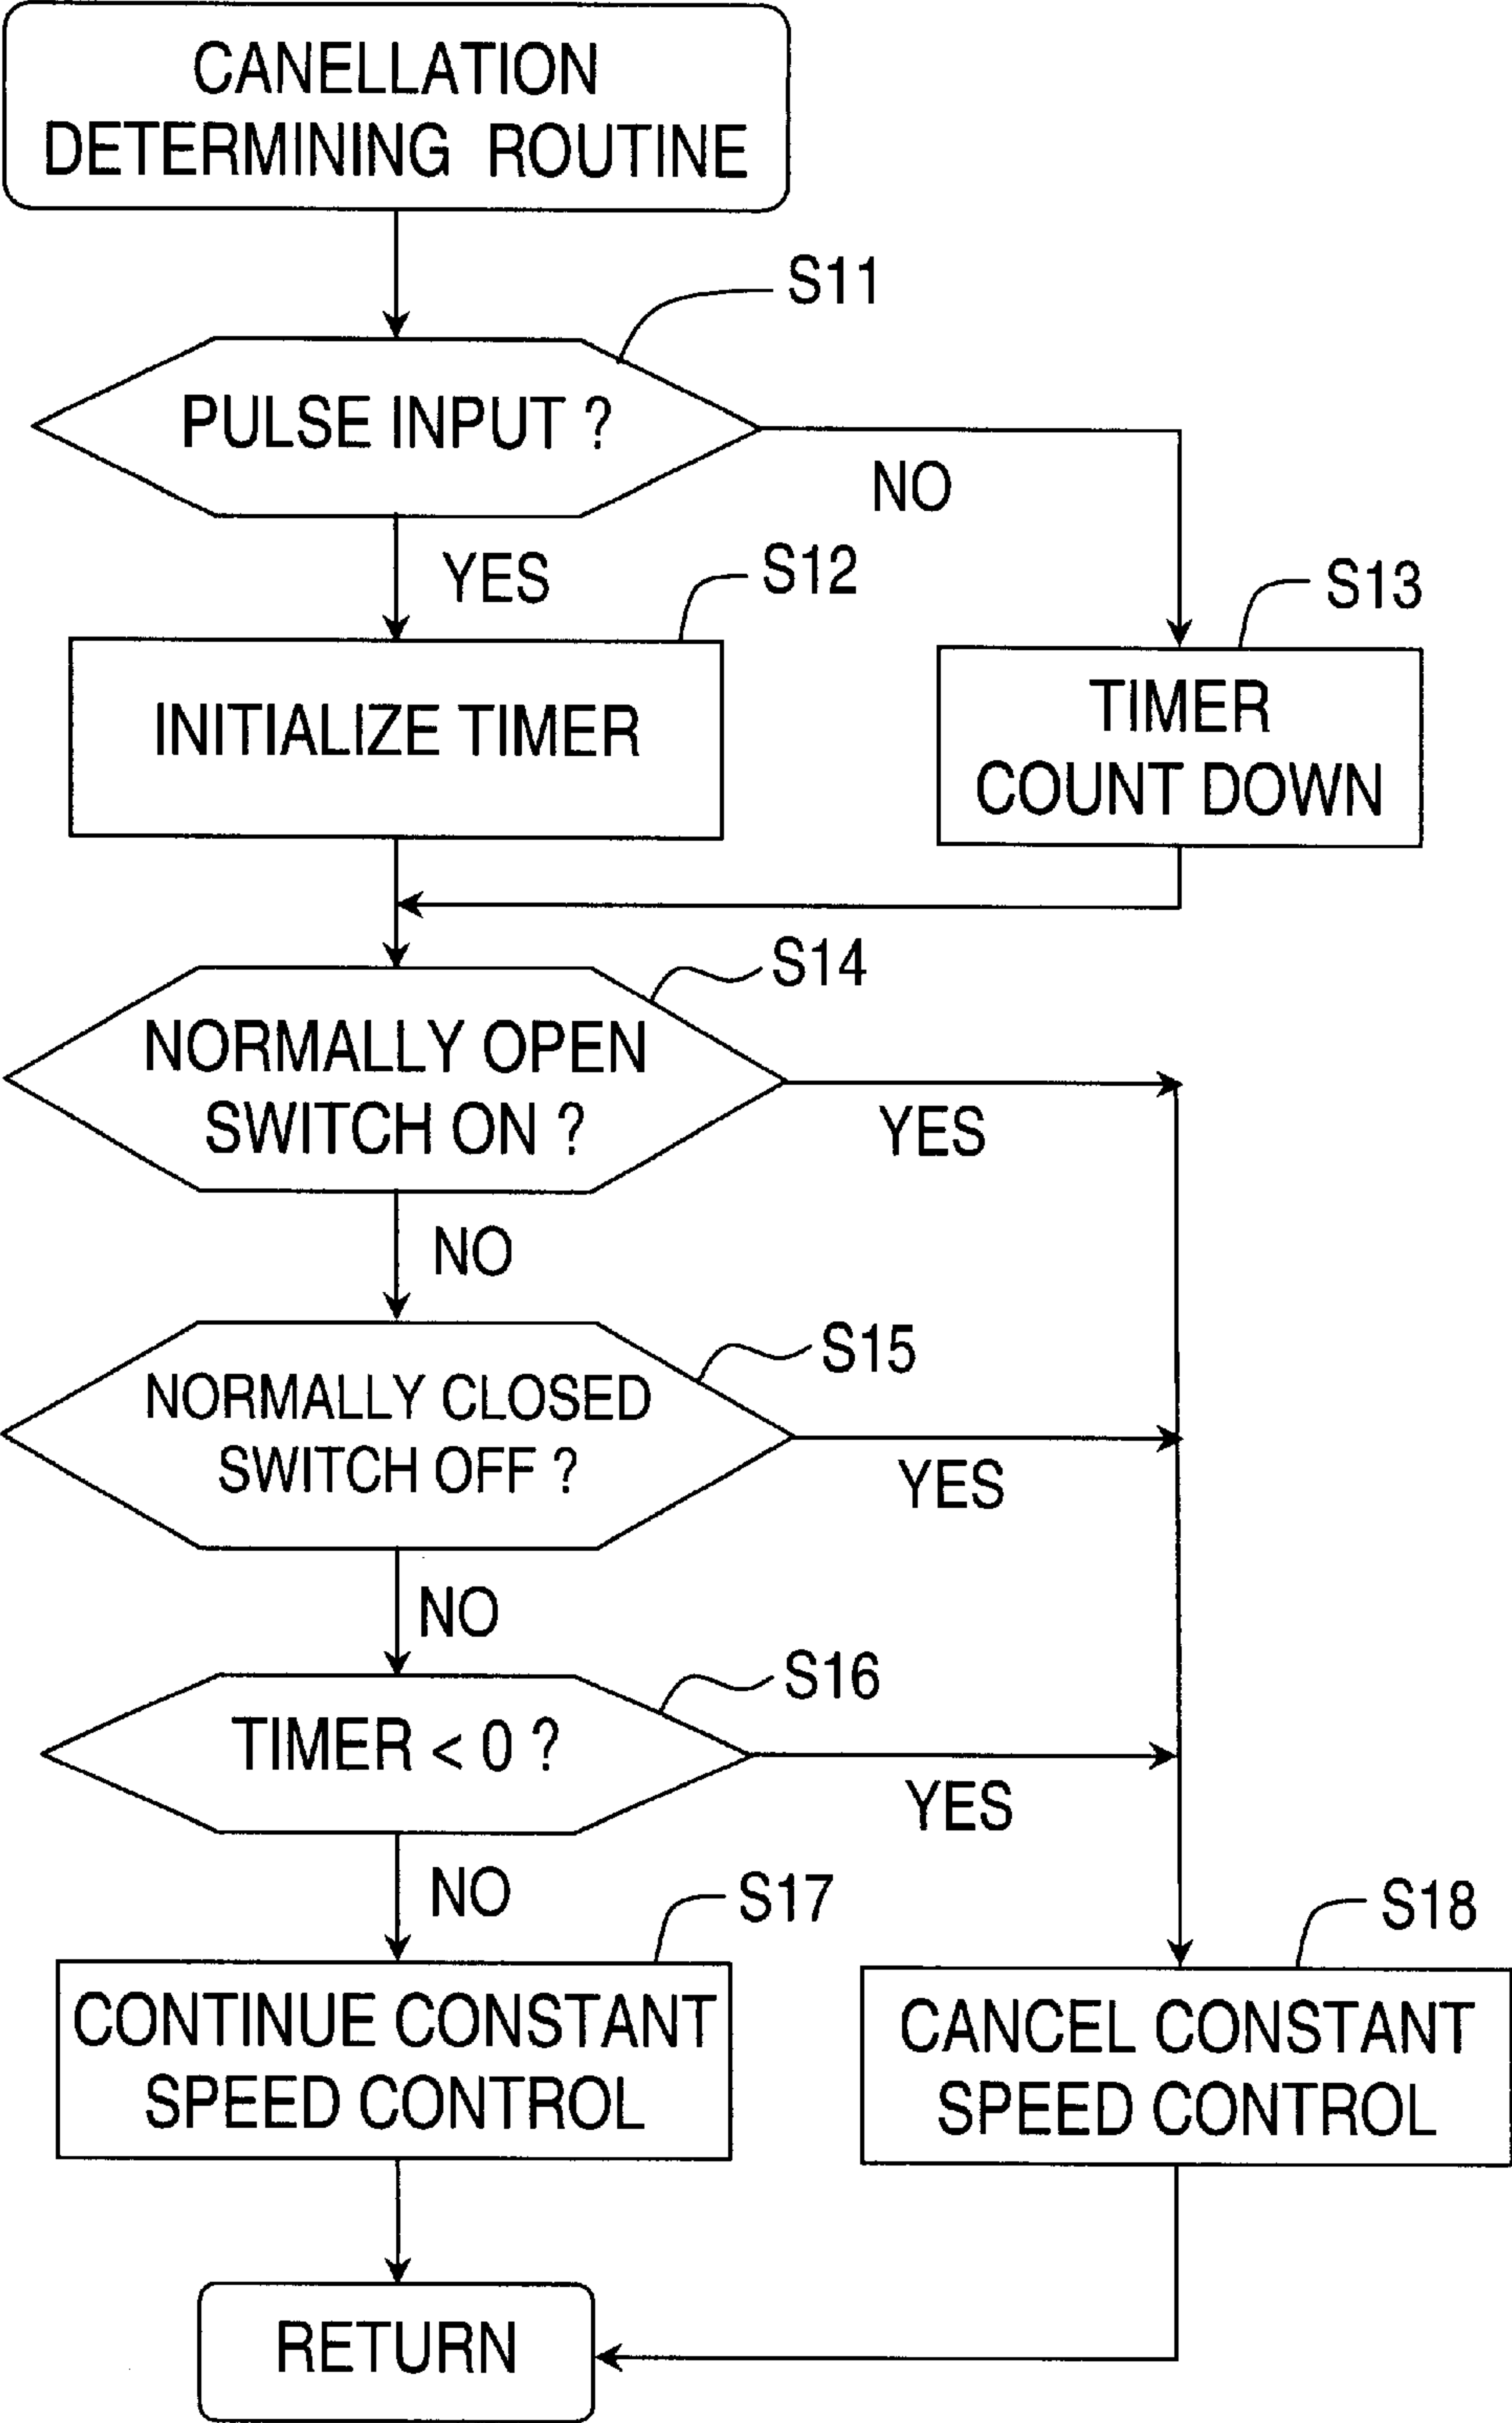 CANELLATION
DETERMINING ROUTINE
S11
PULSE INPUT ?
NO
YES
S12
S13
INITIALIZE TIMER
TIMER
COUNT DOWN
S14
NORMALLY OPEN
SWITCH ON ?
YES
NO
S15
NORMALLY CLOSED
SWITCH OFF ?
YES
NO
S16
TIMER < 0 ?
YES
NO
S17
S18
CONTINUE CONSTANT
SPEED CONTROL
CANCEL CONSTANT
SPEED CONTROL
RETURN